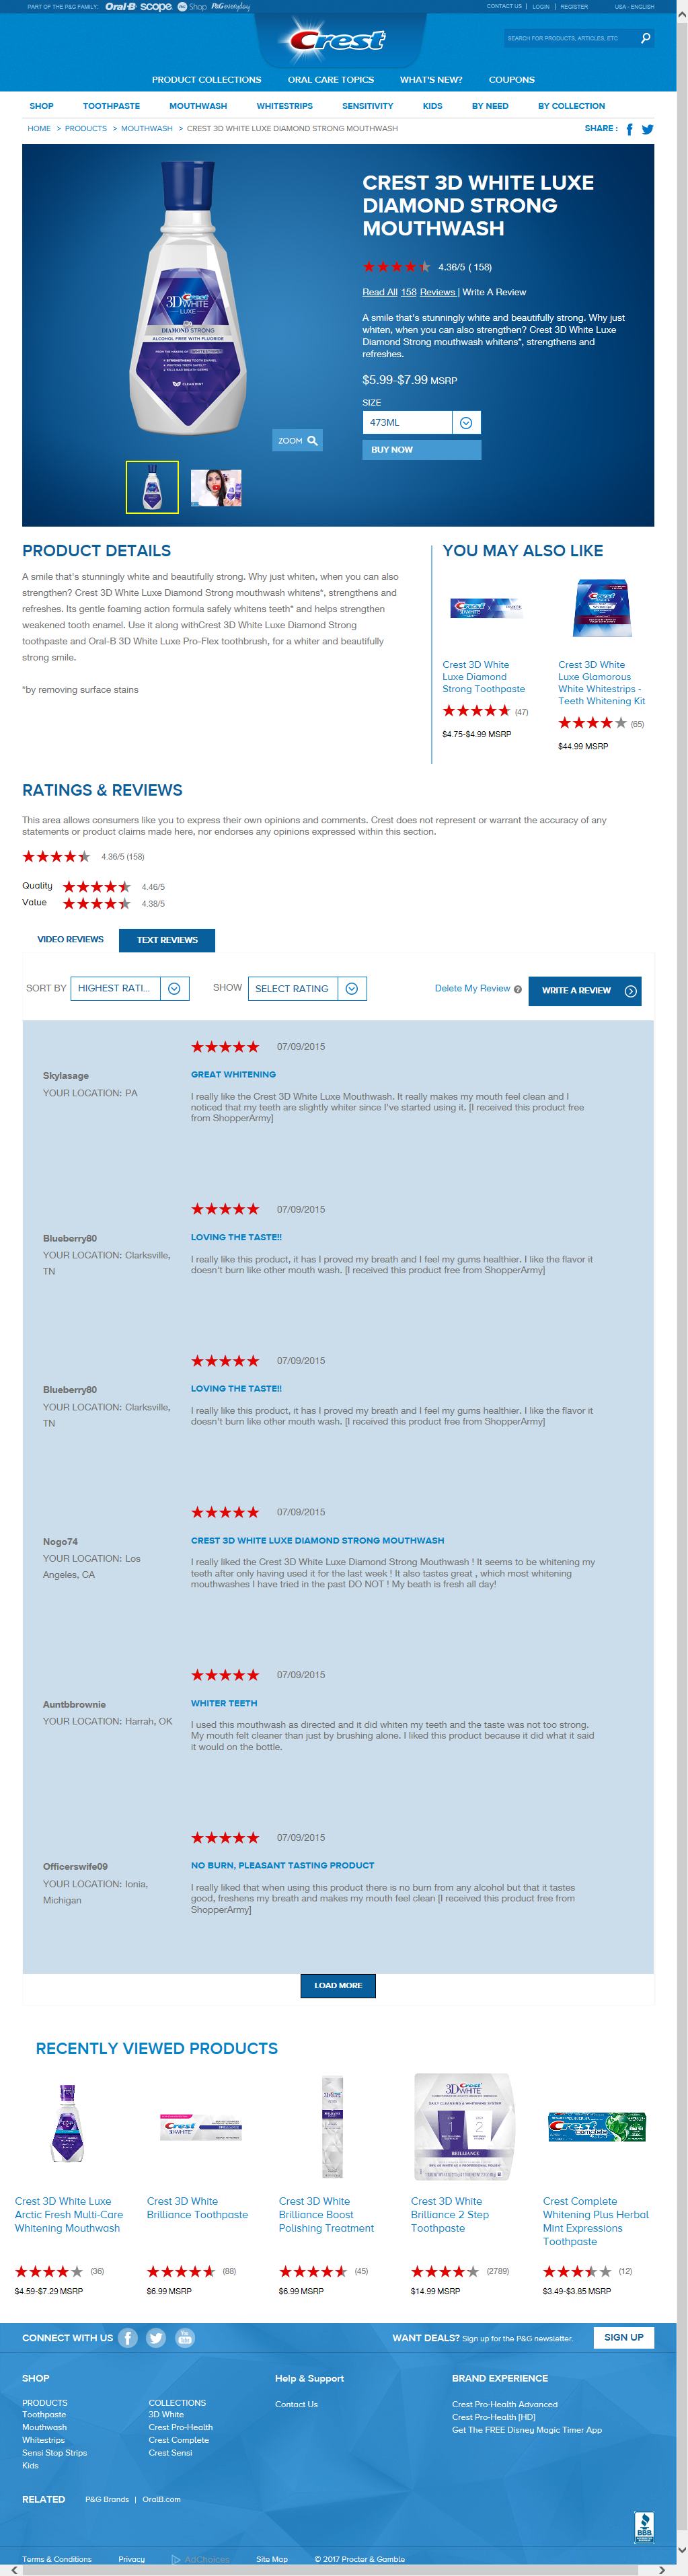 PART OF THE P&G FAMILY: Oral-B scope Shop P&Geveryday
CONTACT US | LOGIN | REGISTER USA - ENGLISH
Crest
SEARCH FOR PRODUCTS, ARTICLES, ETC
PRODUCT COLLECTIONS ORAL CARE TOPICS WHAT'S NEW? COUPONS
SHOP TOOTHPASTE MOUTHWASH WHITESTRIPS SENSITIVITY KIDS BY NEED BY COLLECTION
HOME > PRODUCTS > MOUTHWASH > CREST 3D WHITE LUXE DIAMOND STRONG MOUTHWASH
SHARE :
CREST 3D WHITE LUXE
DIAMOND STRONG
MOUTHWASH
4.36/5 ( 158)
Read All 158 Reviews | Write A Review
A smile that's stunningly white and beautifully strong. Why just
whiten, when you can also strengthen? Crest 3D White Luxe
Diamond Strong mouthwash whitens*, strengthens and
refreshes.
$5.99-$7.99 MSRP
SIZE
473ML
BUY NOW
Crest
3D WHITE
LUXE
DIAMOND STRONG
ALCOHOL FREE WITH FLUORIDE
CLEAN MINT
ZOOM
PRODUCT DETAILS
A smile that's stunningly white and beautifully strong. Why just whiten, when you can also
strengthen? Crest 3D White Luxe Diamond Strong mouthwash whitens*, strengthens and
refreshes. Its gentle foaming action formula safely whitens teeth* and helps strengthen
weakened tooth enamel. Use it along withCrest 3D White Luxe Diamond Strong
toothpaste and Oral-B 3D White Luxe Pro-Flex toothbrush, for a whiter and beautifully
strong smile.
*by removing surface stains
YOU MAY ALSO LIKE
Crest 3D White
Luxe Diamond
Strong Toothpaste
(47)
$4.75-$4.99 MSRP
Crest 3D White
Luxe Glamorous
White Whitestrips -
Teeth Whitening Kit
(65)
$44.99 MSRP
RATINGS & REVIEWS
This area allows consumers like you to express their own opinions and comments. Crest does not represent or warrant the accuracy of any
statements or product claims made here, nor endorses any opinions expressed within this section.
4.36/5 (158)
Quality 4.46/5
Value 4.38/5
VIDEO REVIEWS TEXT REVIEWS
SORT BY HIGHEST RATI... SHOW SELECT RATING Delete My Review ? WRITE A REVIEW
07/09/2015
Skylasage
YOUR LOCATION: PA
GREAT WHITENING
I really like the Crest 3D White Luxe Mouthwash. It really makes my mouth feel clean and I
noticed that my teeth are slightly whiter since I've started using it. [I received this product free
from ShopperArmy]
07/09/2015
Blueberry80
YOUR LOCATION: Clarksville,
TN
LOVING THE TASTE!!
I really like this product, it has I proved my breath and I feel my gums healthier. I like the flavor it
doesn't burn like other mouth wash. [I received this product free from ShopperArmy]
07/09/2015
Blueberry80
YOUR LOCATION: Clarksville,
TN
LOVING THE TASTE!!
I really like this product, it has I proved my breath and I feel my gums healthier. I like the flavor it
doesn't burn like other mouth wash. [I received this product free from ShopperArmy]
07/09/2015
Nogo74
YOUR LOCATION: Los
Angeles, CA
CREST 3D WHITE LUXE DIAMOND STRONG MOUTHWASH
I really liked the Crest 3D White Luxe Diamond Strong Mouthwash ! It seems to be whitening my
teeth after only having used it for the last week ! It also tastes great , which most whitening
mouthwashes I have tried in the past DO NOT ! My beath is fresh all day!
07/09/2015
Auntbbrownie
YOUR LOCATION: Harrah, OK
WHITER TEETH
I used this mouthwash as directed and it did whiten my teeth and the taste was not too strong.
My mouth felt cleaner than just by brushing alone. I liked this product because it did what it said
it would on the bottle.
07/09/2015
Officerswife09
YOUR LOCATION: Ionia,
Michigan
NO BURN, PLEASANT TASTING PRODUCT
I really liked that when using this product there is no burn from any alcohol but that it tastes
good, freshens my breath and makes my mouth feel clean [I received this product free from
ShopperArmy]
LOAD MORE
RECENTLY VIEWED PRODUCTS
Crest 3D White Luxe
Arctic Fresh Multi-Care
Whitening Mouthwash
(36)
$4.59-$7.29 MSRP
Crest 3D White
Brilliance Toothpaste
(88)
$6.99 MSRP
Crest 3D White
Brilliance Boost
Polishing Treatment
(45)
$6.99 MSRP
Crest 3D White
Brilliance 2 Step
Toothpaste
(2789)
$14.99 MSRP
Crest Complete
Whitening Plus Herbal
Mint Expressions
Toothpaste
(12)
$3.49-$3.85 MSRP
CONNECT WITH US
WANT DEALS? Sign up for the P&G newsletter. SIGN UP
SHOP
PRODUCTS
Toothpaste
Mouthwash
Whitestrips
Sensi Stop Strips
Kids
COLLECTIONS
3D White
Crest Pro-Health
Crest Complete
Crest Sensi
Help & Support
Contact Us
BRAND EXPERIENCE
Crest Pro-Health Advanced
Crest Pro-Health [HD]
Get The FREE Disney Magic Timer App
RELATED P&G Brands | OralB.com
BBB
Terms & Conditions Privacy AdChoices Site Map © 2017 Procter & Gamble